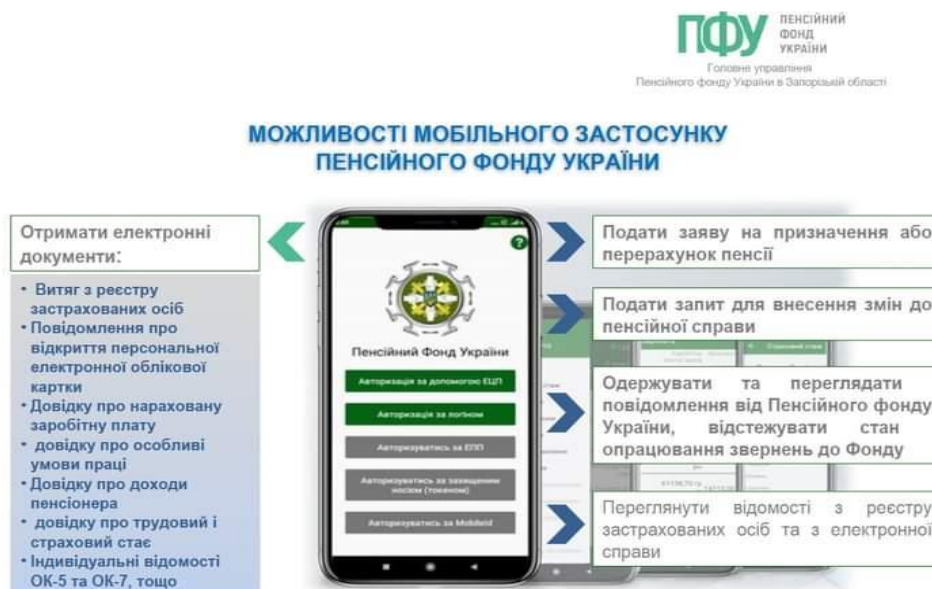 ПФУ
ПЕНСІЙНИЙ
ФОНД
УКРАЇНИ
Головне управління
Пенсійного фонду України в Запорізькій області
МОЖЛИВОСТІ МОБІЛЬНОГО ЗАСТОСУНКУ
ПЕНСІЙНОГО ФОНДУ УКРАЇНИ
Отримати електронні
документи:
• Витяг з реєстру
застрахованих осіб
• Повідомлення про
відкриття персональної
електронної облікової
картки
• Довідку про нараховану
заробітну плату
• довідку про особливі
умови праці
• Довідку про доходи
пенсіонера
• довідку про трудовий і
страховий стає
• Індивідуальні відомості
ОК-5 та ОК-7, тощо
?
Пенсійний Фонд України
Авторизація за допомогою ЕЦП
Авторизація за логіном
Авторизуватись за ЕПП
Авторизуватись за захищеним
носієм (токеном)
Авторизуватись за MobileId
Подати заяву на призначення або
перерахунок пенсії
Подати запит для внесення змін до
пенсійної справи
Одержувати та переглядати
повідомлення від Пенсійного фонду
України, відстежувати стан
опрацювання звернень до Фонду
Переглянути відомості з реєстру
застрахованих осіб та з електронної
справи